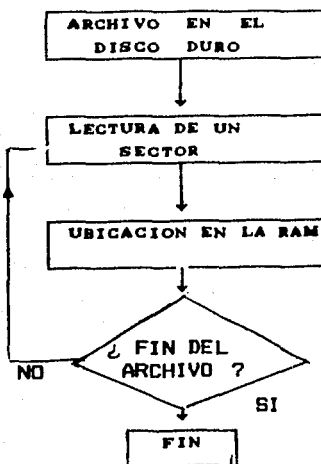 ARCHIVO EN EL
DISCO DURO
LECTURA DE UN
SECTOR
UBICACION EN LA RAM
¿ FIN DEL
ARCHIVO ?
NO
SI
FIN